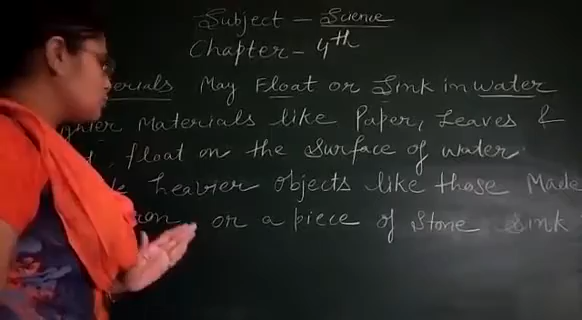 Subject - Science
Chapter - 4th
May Float or Sink in water
Materials like Paper, Leaves &
, float on the surface of water.
heavier objects like those Made
or a piece of Stone Sink